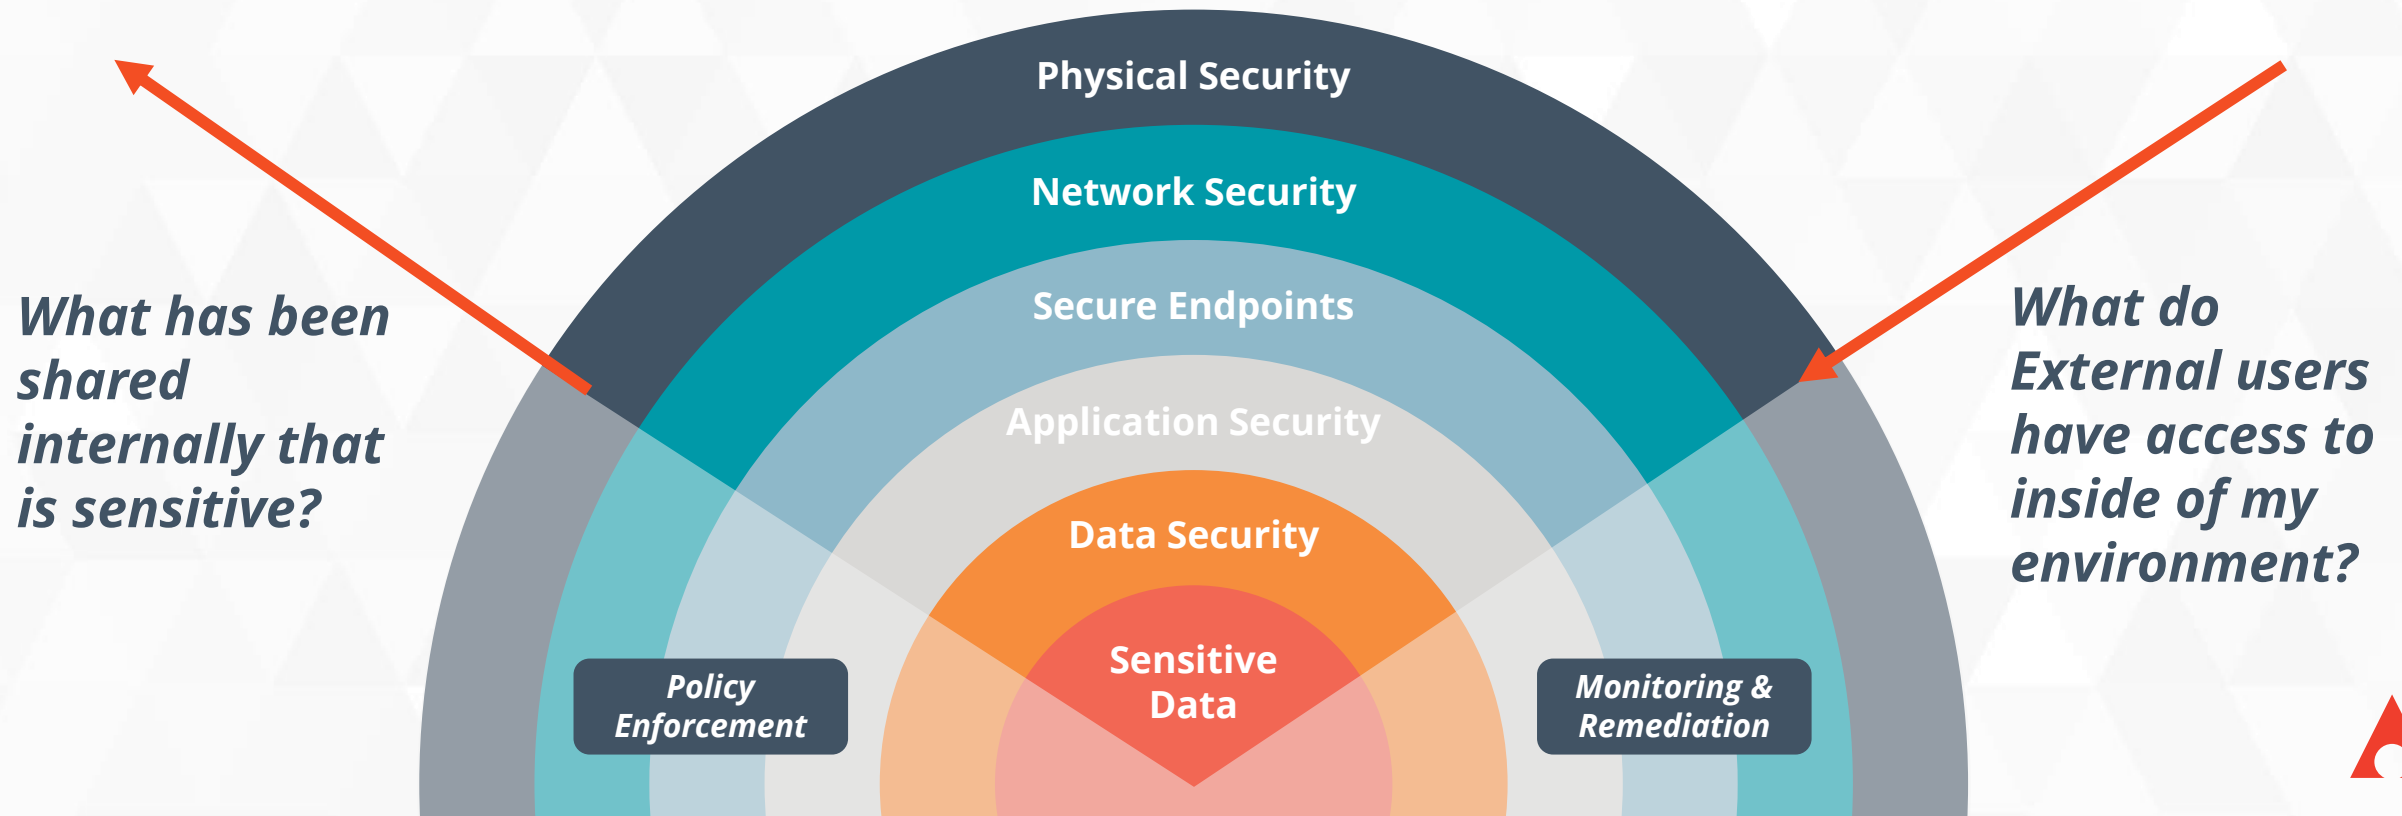 Physical Security
Network Security
Secure Endpoints
Application Security
Data Security
Sensitive
Data
What has been
shared
internally that
is sensitive?
What do
External users
have access to
inside of my
environment?
Policy
Enforcement
Monitoring &
Remediation